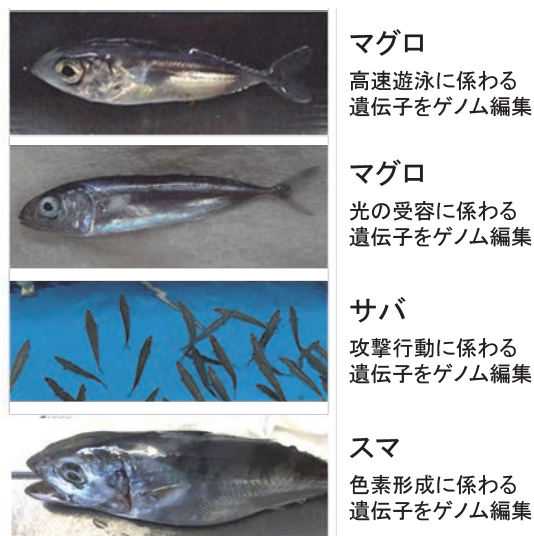 マグロ
高速遊泳に係わる
遺伝子をゲノム編集
マグロ
光の受容に係わる
遺伝子をゲノム編集
サバ
攻撃行動に係わる
遺伝子をゲノム編集
スマ
色素形成に係わる
遺伝子をゲノム編集